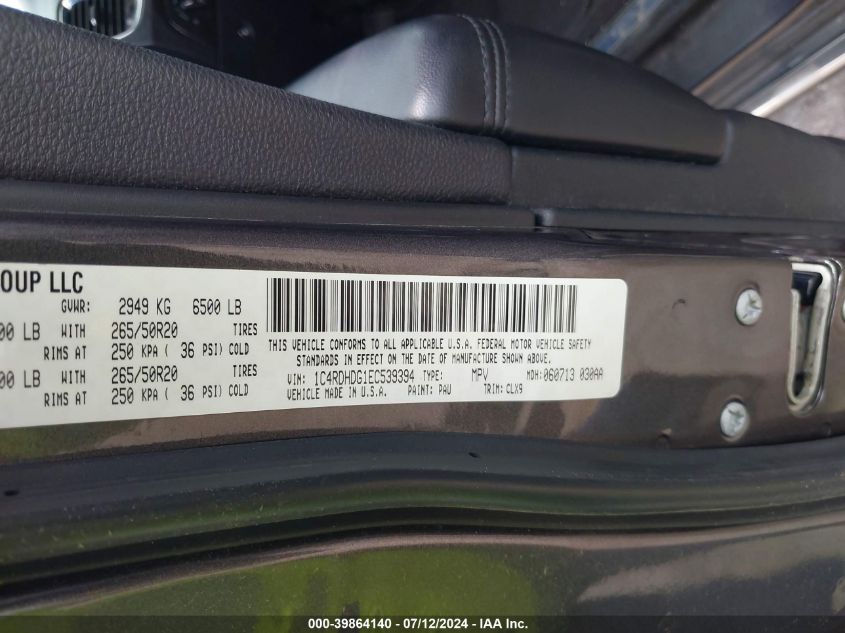 OUP LLC
GVWR: 2949 KG 6500 LB
00 LB WITH 265/50R20 TIRES
RIMS AT 250 KPA ( 36 PSI) COLD
00 LB WITH 265/50R20 TIRES
RIMS AT 250 KPA ( 36 PSI) COLD
THIS VEHICLE CONFORMS TO ALL APPLICABLE U.S.A. FEDERAL MOTOR VEHICLE SAFETY
STANDARDS IN EFFECT ON THE DATE OF MANUFACTURE SHOWN ABOVE.
VIN: 1C4RDHDG1EC539394 TYPE: MPV MDH: 060713 030AA
VEHICLE MADE IN U.S.A. PAINT: PAU TRIM: CLX9
000-39864140 - 07/12/2024 - IAA Inc.